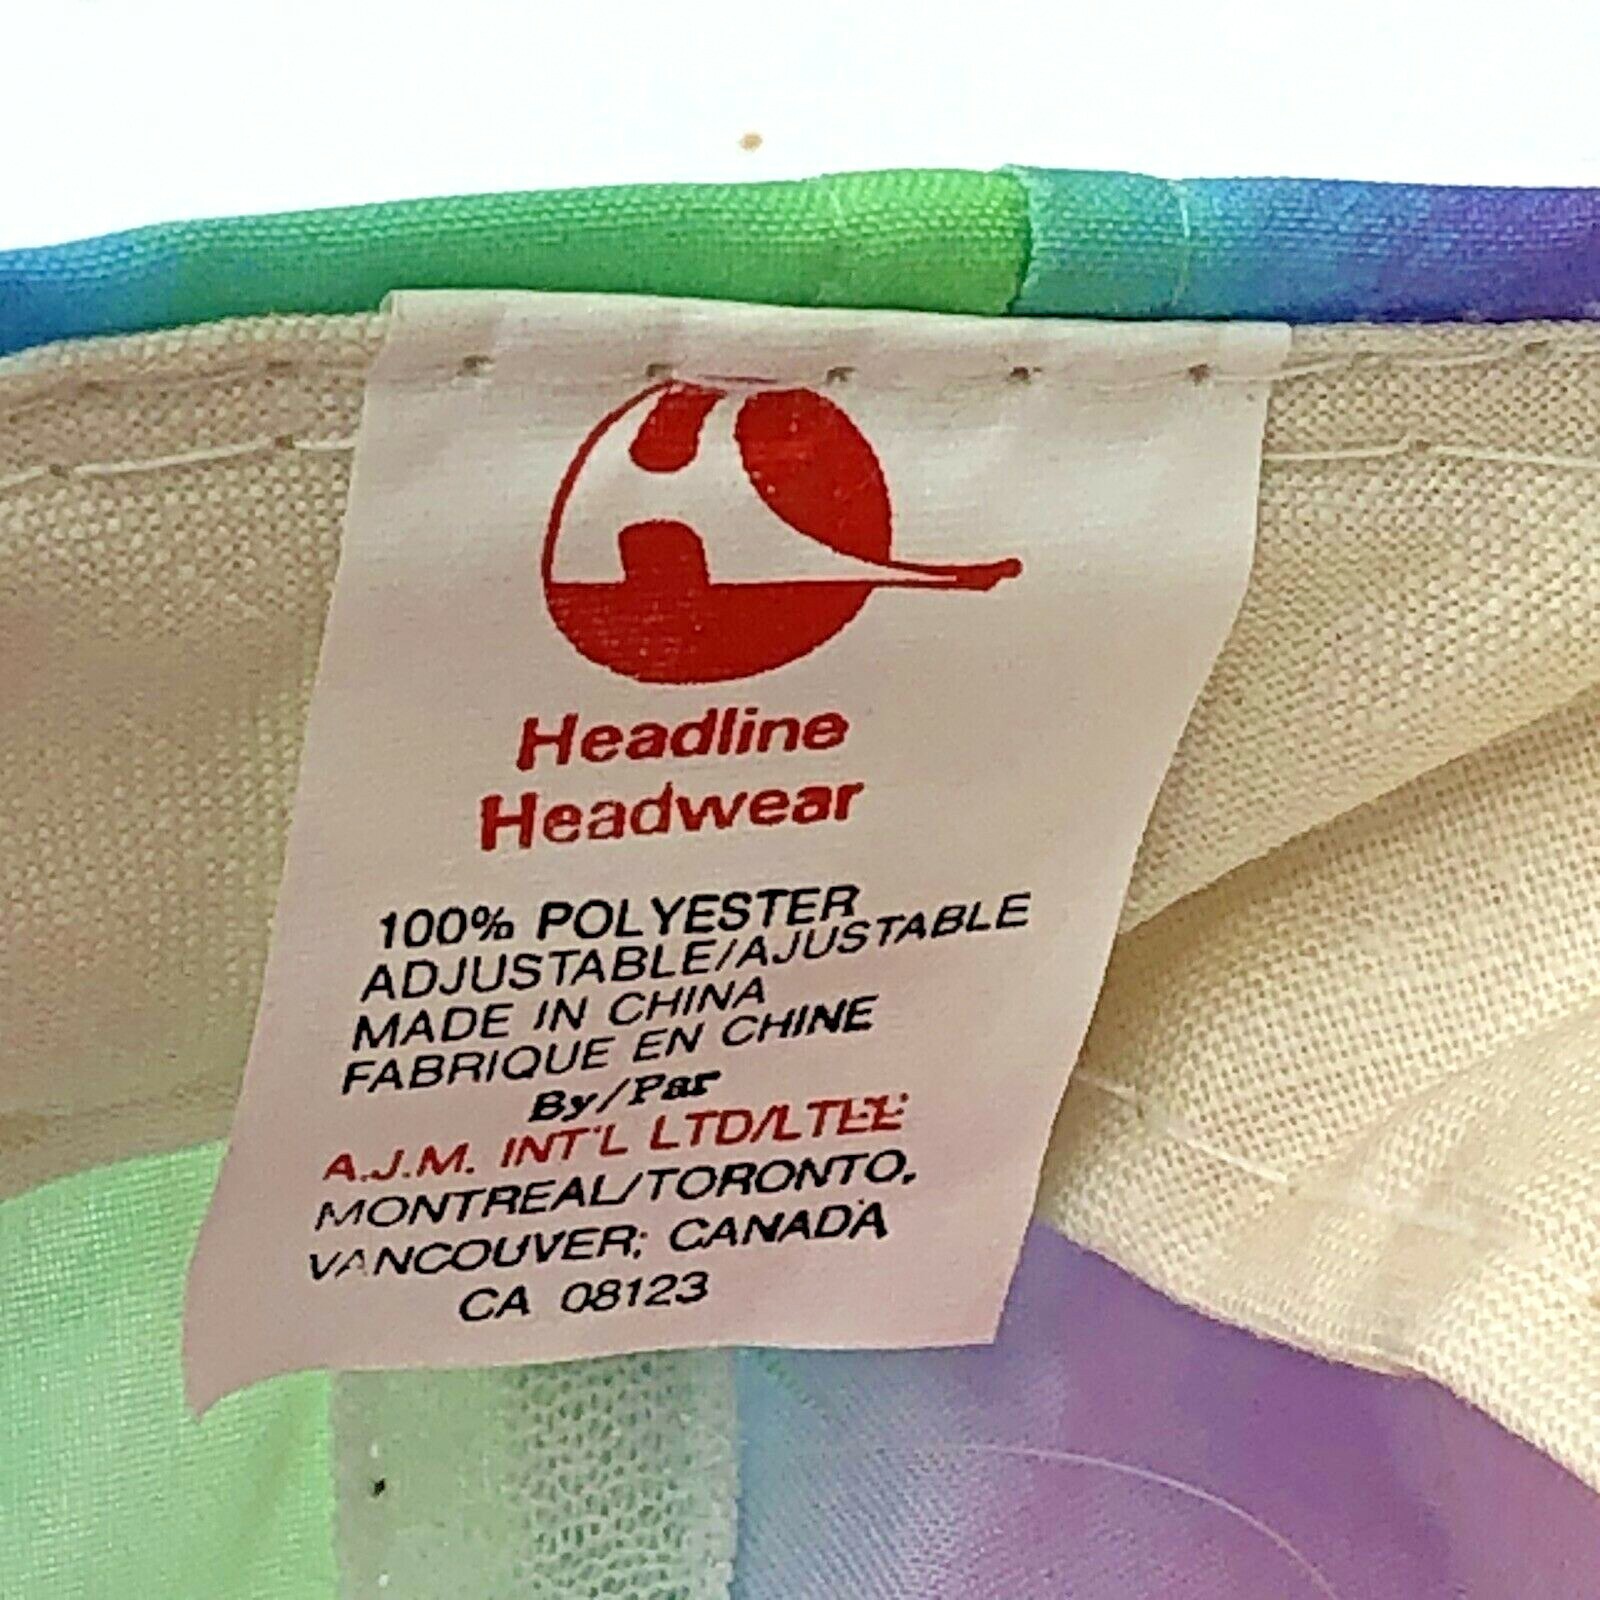 Headline
Headwear
100% POLYESTER
ADJUSTABLE/AJUSTABLE
MADE IN CHINA
FABRIQUE EN CHINE
By/Par
A.J.M. INT'L LTD/LTEE
MONTREAL/TORONTO,
VANCOUVER; CANADA
CA 08123